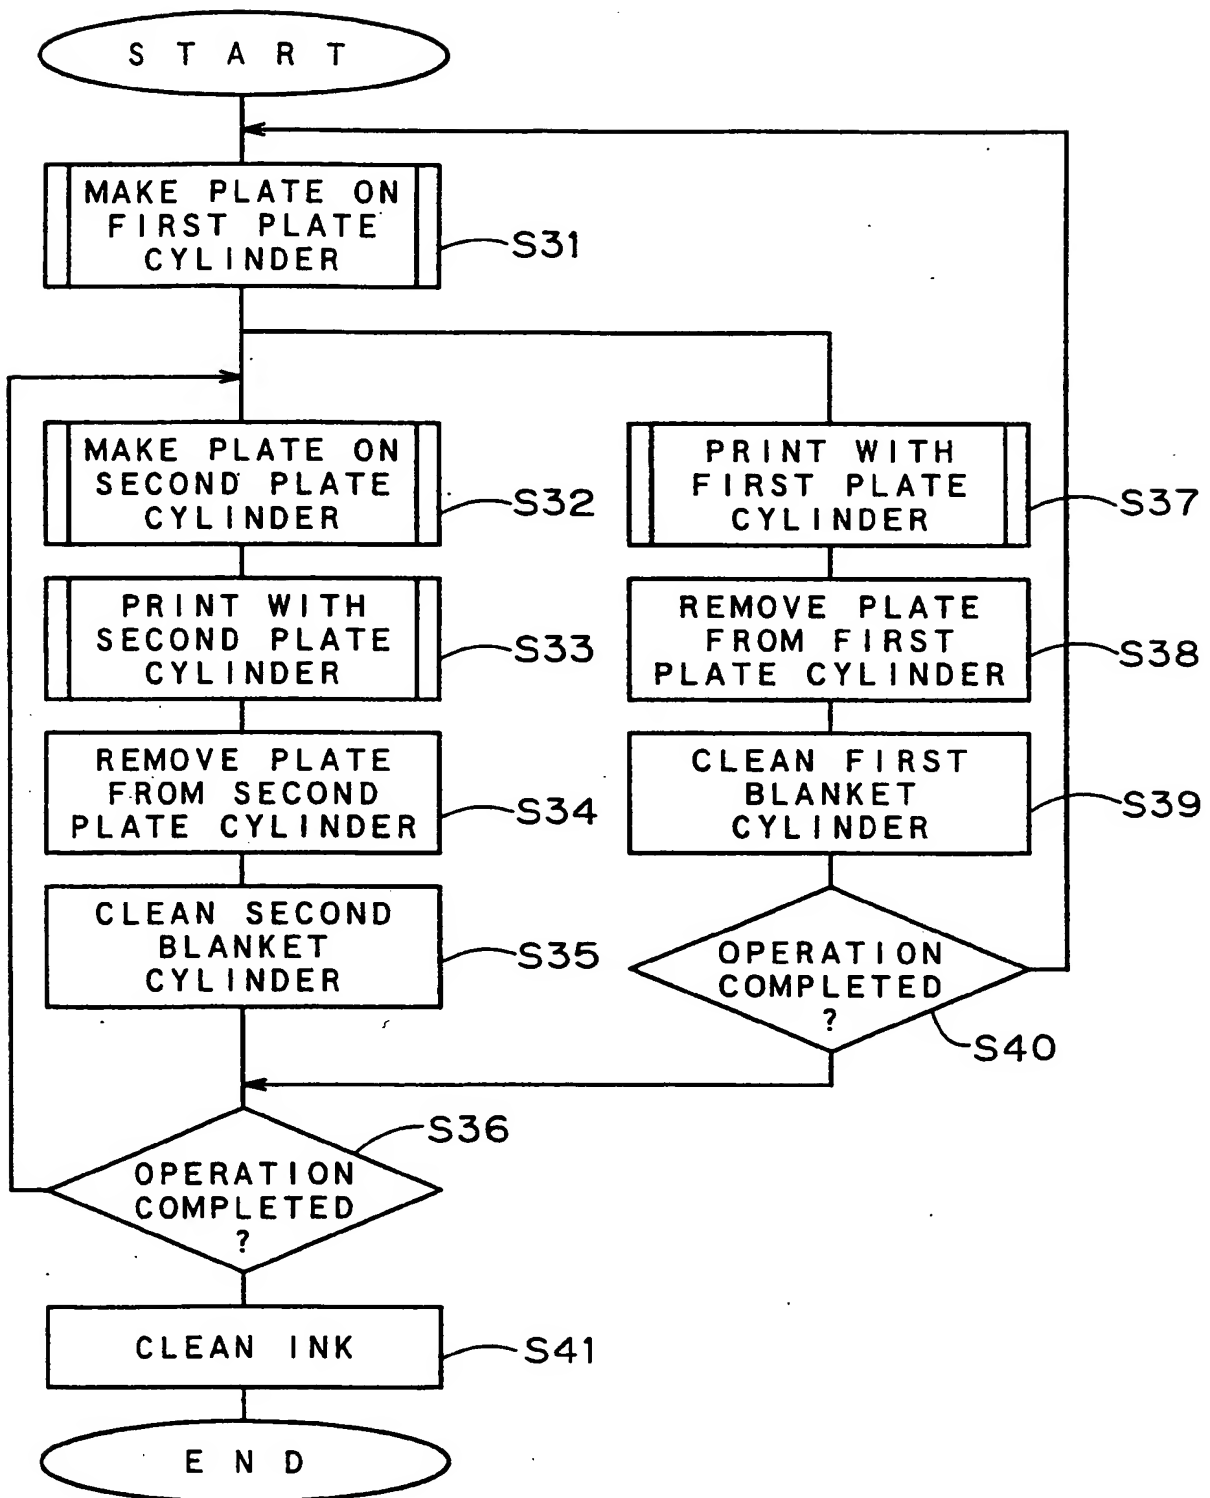 START
MAKE PLATE ON
FIRST PLATE
CYLINDER
S31
MAKE PLATE ON
SECOND PLATE
CYLINDER
S32
PRINT WITH
SECOND PLATE
CYLINDER
S33
REMOVE PLATE
FROM SECOND
PLATE CYLINDER
S34
CLEAN SECOND
BLANKET
CYLINDER
S35
PRINT WITH
FIRST PLATE
CYLINDER
S37
REMOVE PLATE
FROM FIRST
PLATE CYLINDER
S38
CLEAN FIRST
BLANKET
CYLINDER
S39
OPERATION
COMPLETED
?
S40
OPERATION
COMPLETED
?
S36
CLEAN INK
S41
END